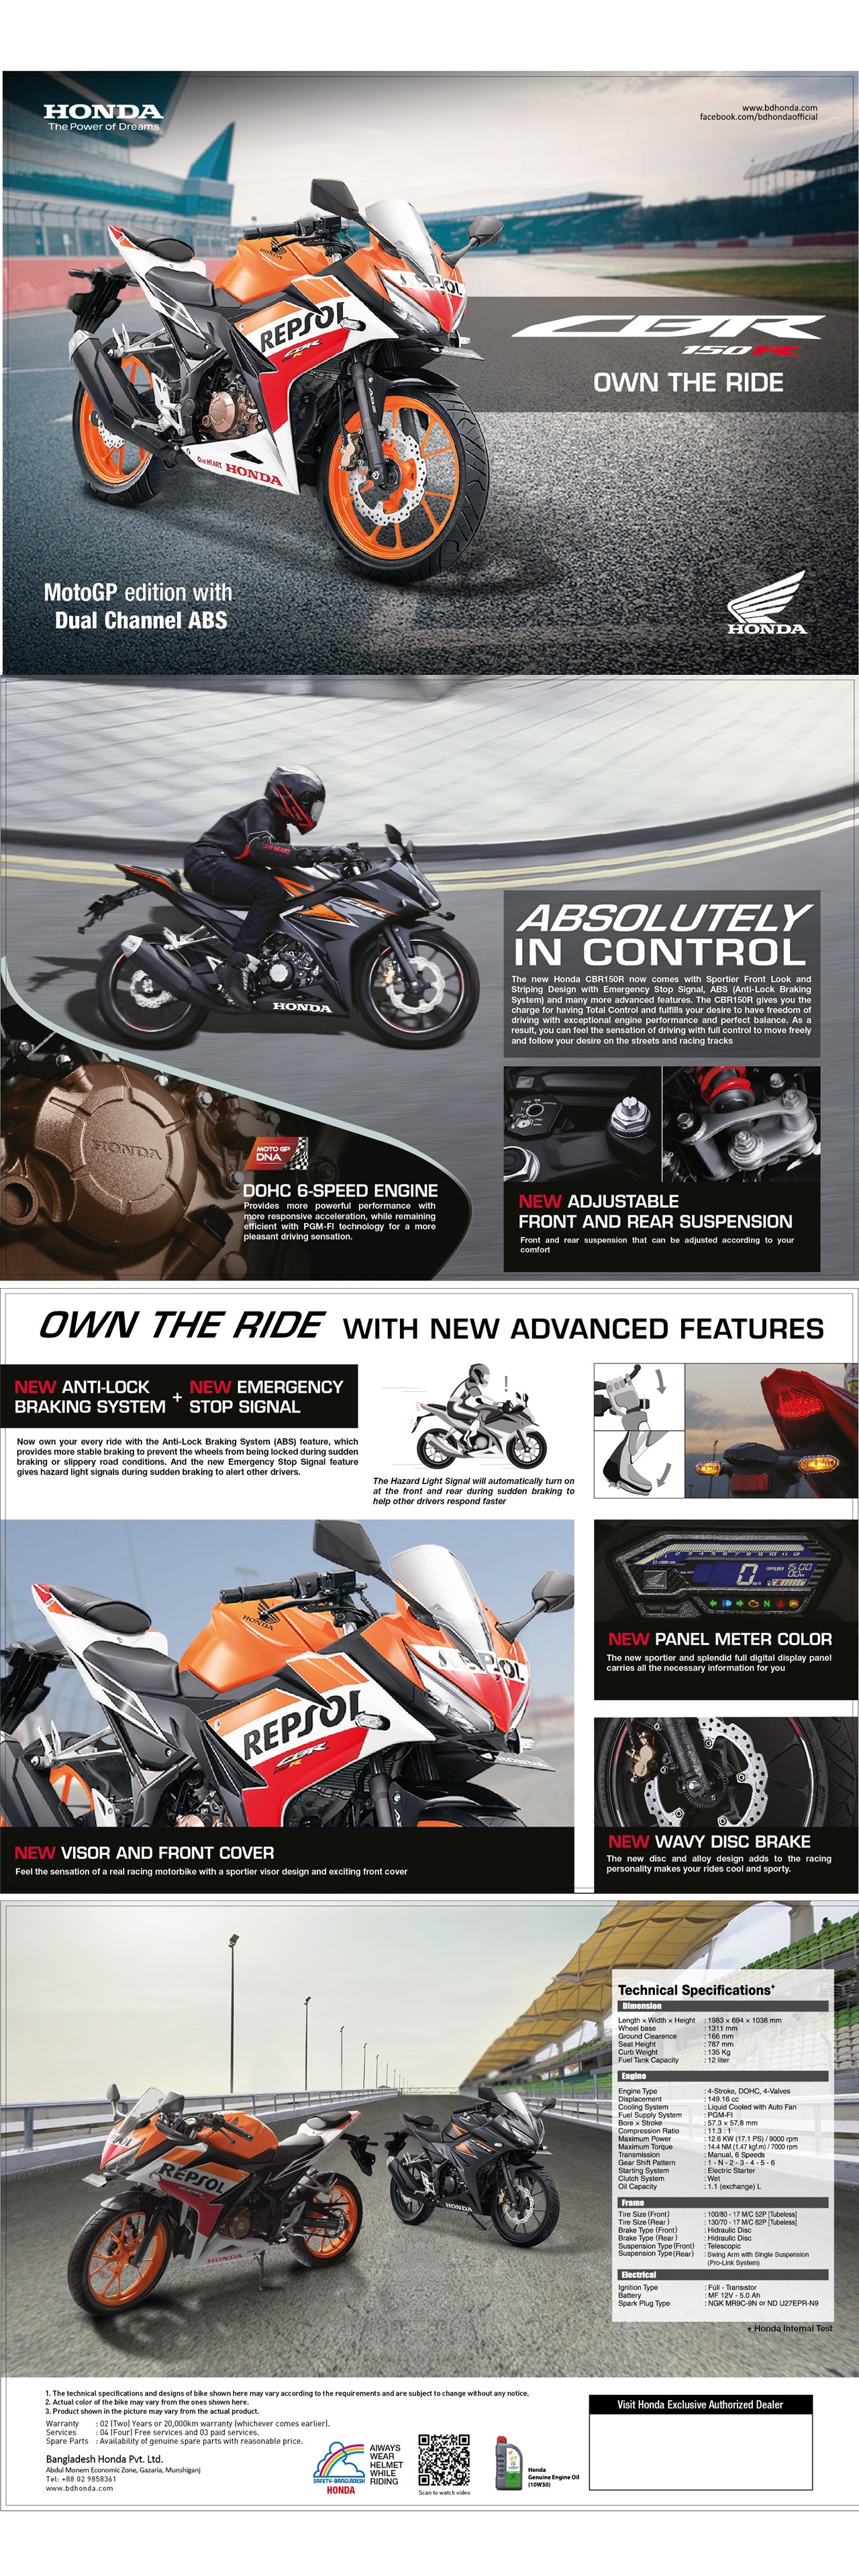 HONDA
The Power of Dreams
www.bdhonda.com
facebook.com/bdhondaofficial
REPSOL
CBR
ABS
One HEART HONDA
CBR
150R
OWN THE RIDE
MotoGP edition with
Dual Channel ABS
HONDA
HONDA
ABSOLUTELY
IN CONTROL
The new Honda CBR150R now comes with Sportier Front Look and
Striping Design with Emergency Stop Signal, ABS (Anti-Lock Braking
System) and many more advanced features. The CBR150R gives you the
charge for having Total Control and fulfills your desire to have freedom of
driving with exceptional engine performance and perfect balance. As a
result, you can feel the sensation of driving with full control to move freely
and follow your desire on the streets and racing tracks
HONDA
MOTO GP
DNA
DOHC 6-SPEED ENGINE
Provides more powerful performance with
more responsive acceleration, while remaining
efficient with PGM-FI technology for a more
pleasant driving sensation.
NEW ADJUSTABLE
FRONT AND REAR SUSPENSION
Front and rear suspension that can be adjusted according to your
comfort
OWN THE RIDE WITH NEW ADVANCED FEATURES
NEW ANTI-LOCK
BRAKING SYSTEM
+
NEW EMERGENCY
STOP SIGNAL
Now own your every ride with the Anti-Lock Braking System (ABS) feature, which
provides more stable braking to prevent the wheels from being locked during sudden
braking or slippery road conditions. And the new Emergency Stop Signal feature
gives hazard light signals during sudden braking to alert other drivers.
!
The Hazard Light Signal will automatically turn on
at the front and rear during sudden braking to
help other drivers respond faster
HONDA
REPSOL
CBR
HONDA
NEW VISOR AND FRONT COVER
Feel the sensation of a real racing motorbike with a sportier visor design and exciting front cover
NEW PANEL METER COLOR
The new sportier and splendid full digital display panel
carries all the necessary information for you
NEW WAVY DISC BRAKE
The new disc and alloy design adds to the racing
personality makes your rides cool and sporty.
REPSOL
HONDA
HONDA
Technical Specifications+
Dimension
Length × Width × Height : 1983 × 694 × 1038 mm
Wheel base : 1311 mm
Ground Clearence : 166 mm
Seat Height : 787 mm
Curb Weight : 135 Kg
Fuel Tank Capacity : 12 liter
Engine
Engine Type : 4-Stroke, DOHC, 4-Valves
Displacement : 149.16 cc
Cooling System : Liquid Cooled with Auto Fan
Fuel Supply System : PGM-FI
Bore × Stroke : 57.3 × 57.8 mm
Compression Ratio : 11.3 : 1
Maximum Power : 12.6 KW (17.1 PS) / 9000 rpm
Maximum Torque : 14.4 NM (1.47 kgf.m) / 7000 rpm
Transmission : Manual, 6 Speeds
Gear Shift Pattern : 1 - N - 2 - 3 - 4 - 5 - 6
Starting System : Electric Starter
Clutch System : Wet
Oil Capacity : 1.1 (exchange) L
Frame
Tire Size (Front) : 100/80 - 17 M/C 52P [Tubeless]
Tire Size (Rear ) : 130/70 - 17 M/C 62P [Tubeless]
Brake Type (Front) : Hidraulic Disc
Brake Type (Rear ) : Hidraulic Disc
Suspension Type (Front) : Telescopic
Suspension Type (Rear) : Swing Arm with Single Suspension
(Pro-Link System)
Electrical
Ignition Type : Full - Transistor
Battery : MF 12V - 5.0 Ah
Spark Plug Type : NGK MR9C-9N or ND U27EPR-N9
+ Honda Internal Test
1. The technical specifications and designs of bike shown here may vary according to the requirements and are subject to change without any notice.
2. Actual color of the bike may vary from the ones shown here.
3. Product shown in the picture may vary from the actual product.
Warranty : 02 (Two) Years or 20,000km warranty (whichever comes earlier).
Services : 04 (Four) Free services and 03 paid services.
Spare Parts : Availability of genuine spare parts with reasonable price.
Bangladesh Honda Pvt. Ltd.
Abdul Monem Economic Zone, Gazaria, Munshiganj
Tel: +88 02 9858361
www.bdhonda.com
SAFETY-BANGLADESH
HONDA
AlWAYS
WEAR
HELMET
WHILE
RIDING
Scan to watch video
Honda
Genuine Engine Oil
(10W30)
Visit Honda Exclusive Authorized Dealer